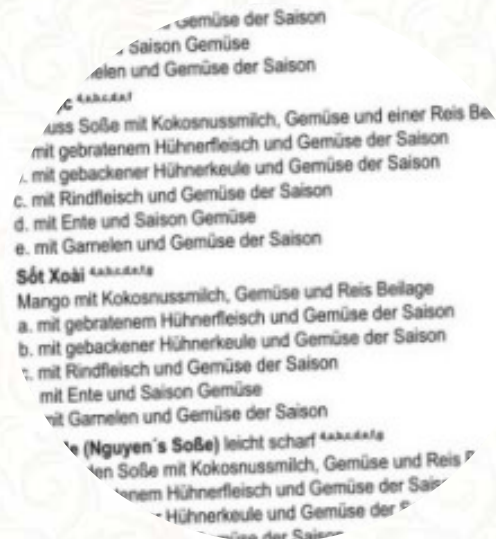 Gemüse der Saison
Saison Gemüse
und Gemüse der Saison
Soße mit Kokosnussmilch, Gemüse und einer Reis
mit gebratenem Hühnerfleisch und Gemüse der Saison
mit gebackener Hühnerkeule und Gemüse der Saison
c. mit Rindfleisch und Gemüse der Saison
d. mit Ente und Saison Gemüse
e. mit Garnelen und Gemüse der Saison
Sốt Xoài
Mango mit Kokosnussmilch, Gemüse und Reis Beilage
a. mit gebratenem Hühnerfleisch und Gemüse der Saison
b. mit gebackener Hühnerkeule und Gemüse der Saison
mit Rindfleisch und Gemüse der Saison
mit Ente und Saison Gemüse
Garnelen und Gemüse der Saison
(Nguyen´s Soße) leicht scharf
Soße mit Kokosnussmilch, Gemüse und Reis
Hühnerfleisch und Gemüse der
Hühnerkeule und Gemüse der
der